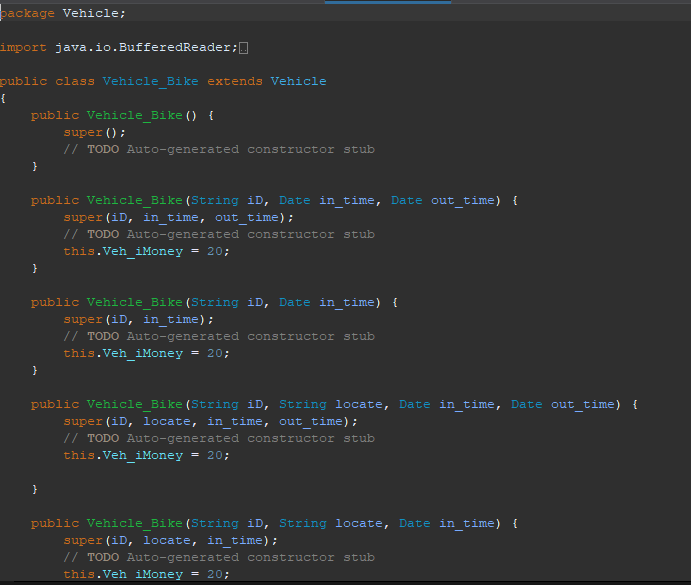 package Vehicle;
import java.io.BufferedReader;
public class Vehicle_Bike extends Vehicle
{
public Vehicle_Bike() {
super();
// TODO Auto-generated constructor stub
}
public Vehicle_Bike(String iD, Date in_time, Date out_time) {
super(iD, in_time, out_time);
// TODO Auto-generated constructor stub
this.Veh_iMoney = 20;
}
public Vehicle_Bike(String iD, Date in_time) {
super(iD, in_time);
// TODO Auto-generated constructor stub
this.Veh_iMoney = 20;
}
public Vehicle_Bike(String iD, String locate, Date in_time, Date out_time) {
super(iD, locate, in_time, out_time);
// TODO Auto-generated constructor stub
this.Veh_iMoney = 20;
}
public Vehicle_Bike(String iD, String locate, Date in_time) {
super(iD, locate, in_time);
// TODO Auto-generated constructor stub
this.Veh_iMoney = 20;